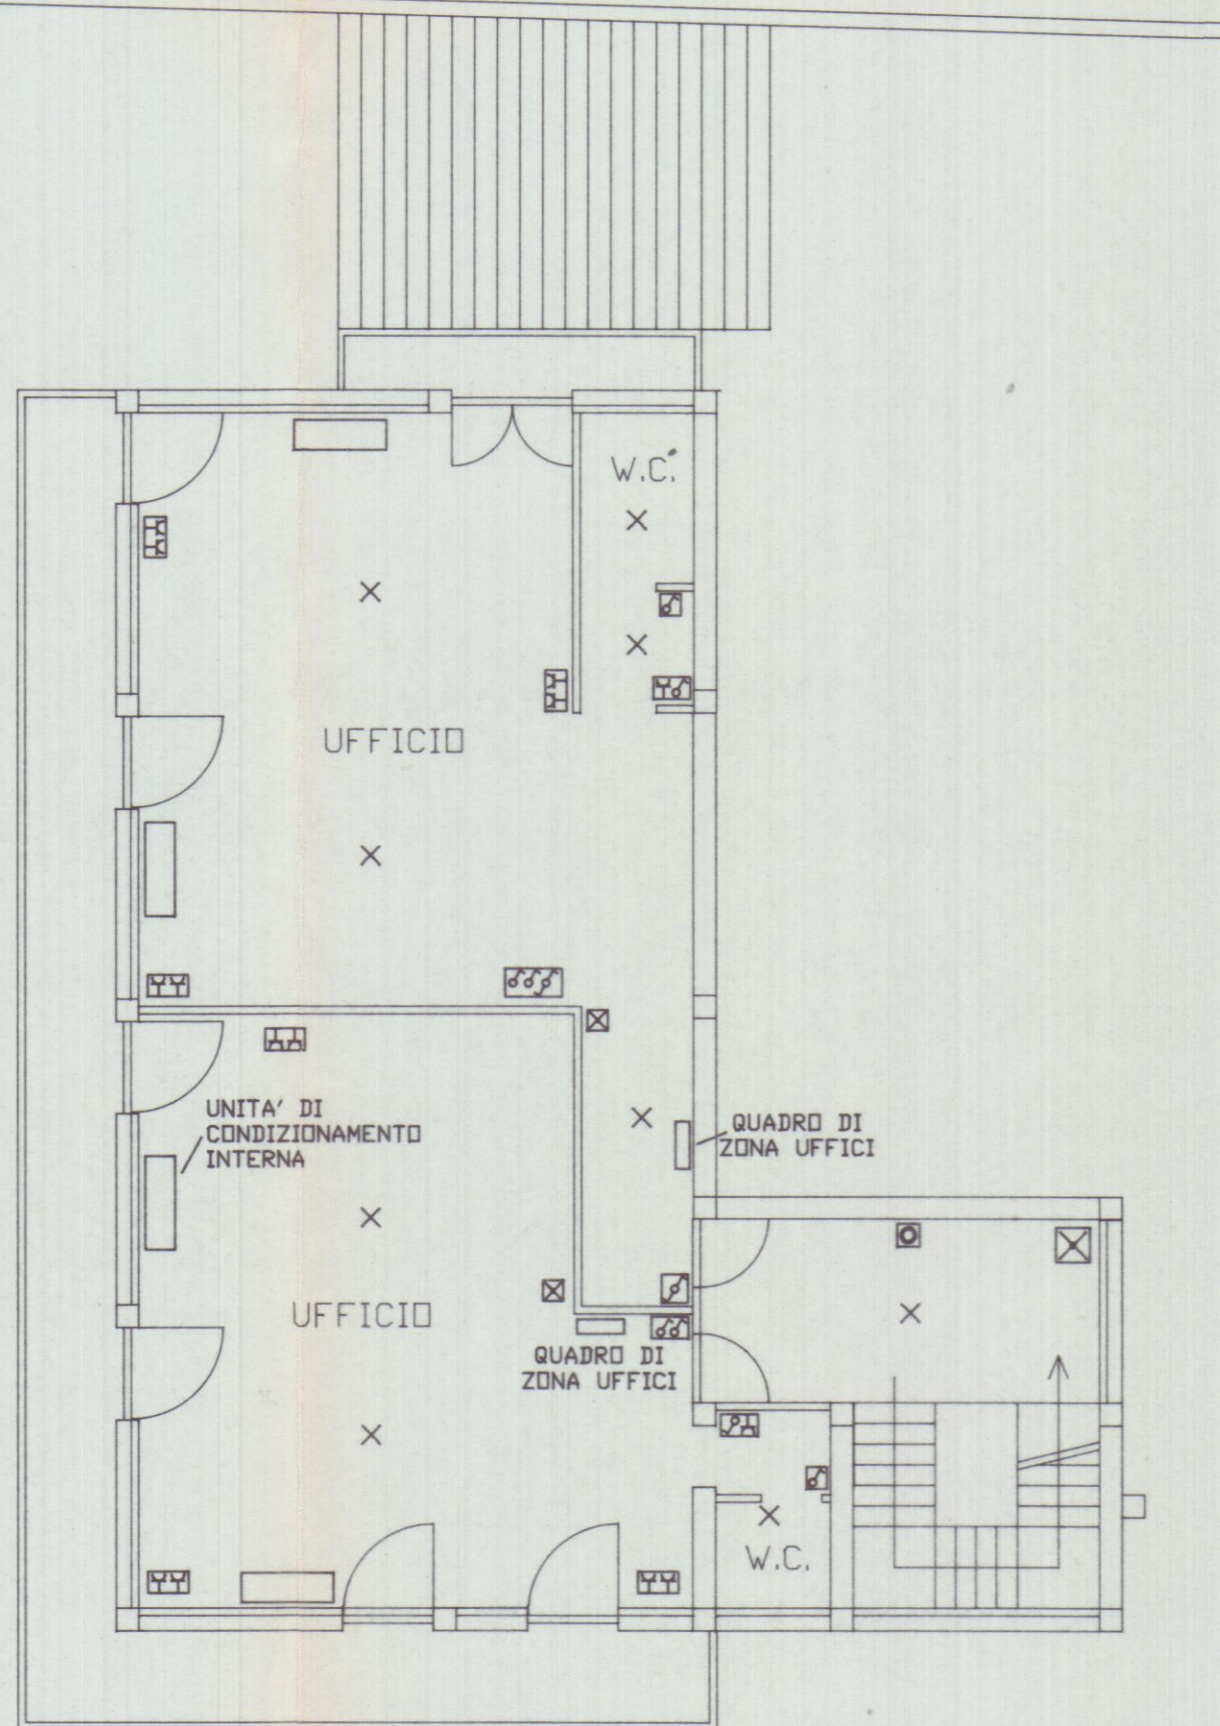 W.C.
UFFICIO
UNITA' DI
CONDIZIONAMENTO
INTERNA
QUADRO DI
ZONA UFFICI
UFFICIO
QUADRO DI
ZONA UFFICI
W.C.